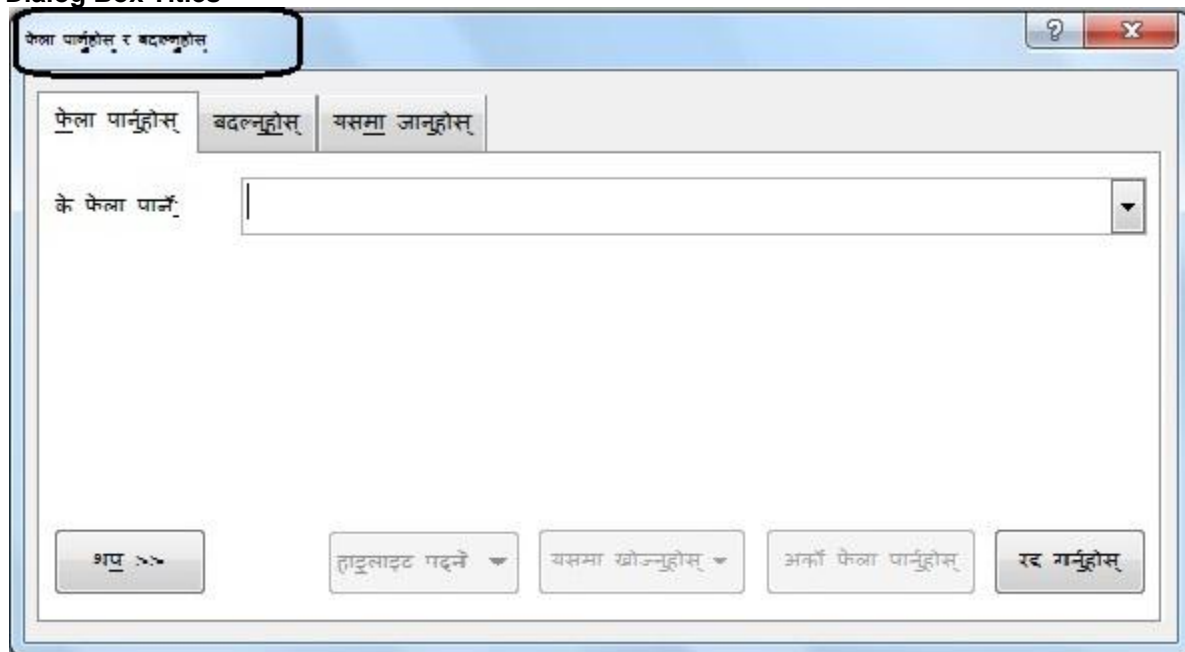 Dialog Box Titles
फेला पार्नुहोस् र बदल्नुहोस्
फेला पार्नुहोस् बदल्नुहोस् यसमा जानुहोस्
के फेला पार्ने:
थप >> हाइलाइट पढ्ने यसमा खोज्नुहोस् अर्को फेला पार्नुहोस् रद्द गर्नुहोस्